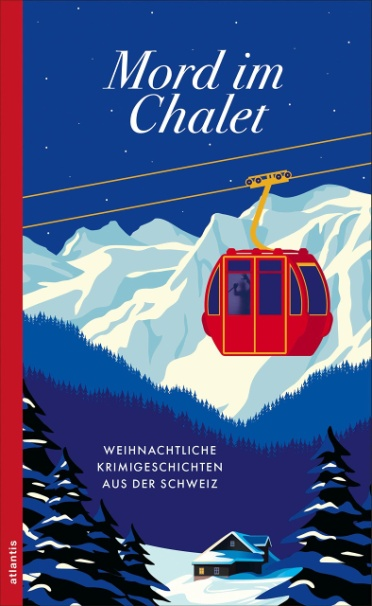 Mord im
Chalet
WEIHNACHTLICHE
KRIMIGESCHICHTEN
AUS DER SCHWEIZ
atlantis